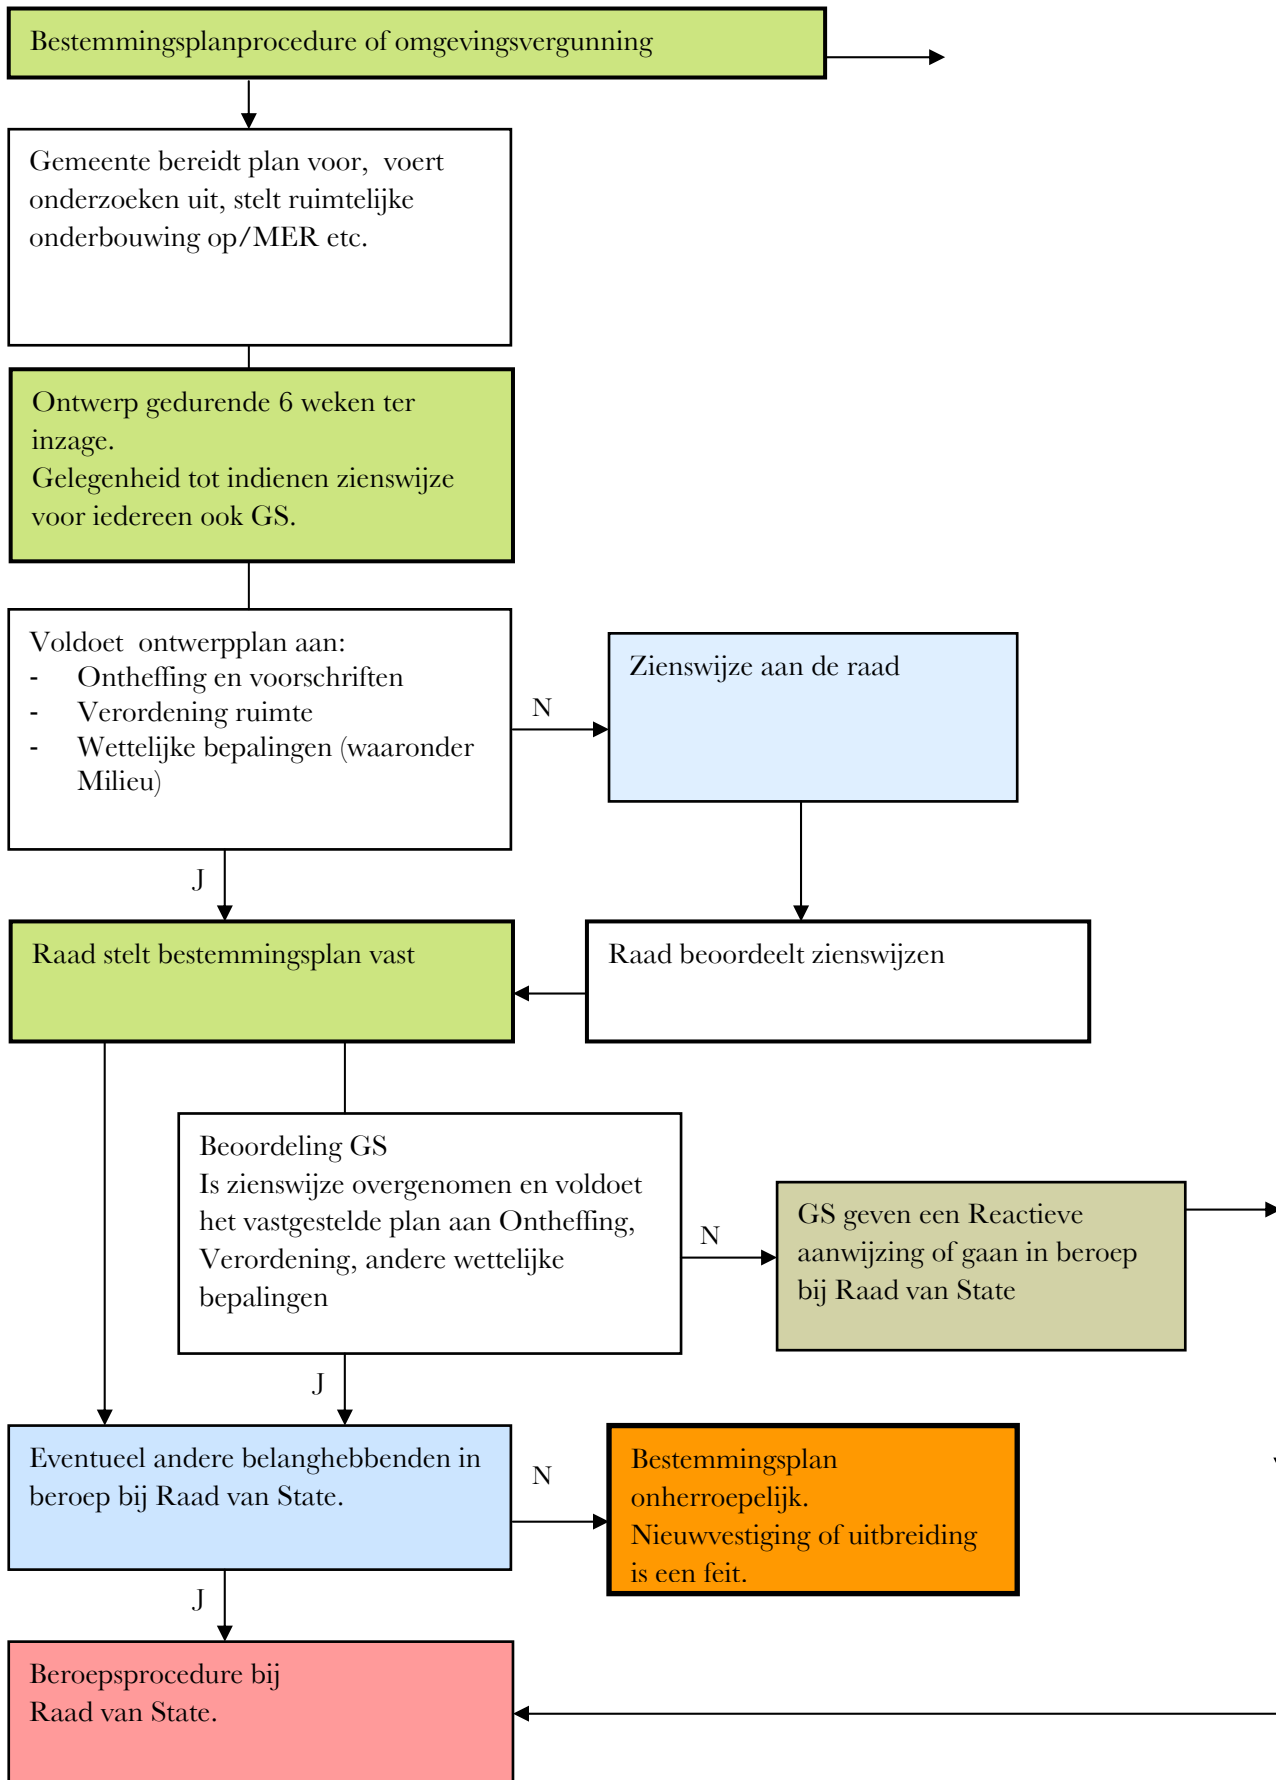 Bestemmingsplanprocedure of omgevingsvergunning
Gemeente bereidt plan voor, voert
onderzoeken uit, stelt ruimtelijke
onderbouwing op/MER etc.
Ontwerp gedurende 6 weken ter
inzage.
Gelegenheid tot indienen zienswijze
voor iedereen ook GS.
Voldoet ontwerpplan aan:
- Ontheffing en voorschriften
- Verordening ruimte
- Wettelijke bepalingen (waaronder
Milieu)
N
Zienswijze aan de raad
J
Raad stelt bestemmingsplan vast
Raad beoordeelt zienswijzen
Beoordeling GS
Is zienswijze overgenomen en voldoet
het vastgestelde plan aan Ontheffing,
Verordening, andere wettelijke
bepalingen
N
GS geven een Reactieve
aanwijzing of gaan in beroep
bij Raad van State
J
Eventueel andere belanghebbenden in
beroep bij Raad van State.
N
Bestemmingsplan
onherroepelijk.
Nieuwvestiging of uitbreiding
is een feit.
J
Beroepsprocedure bij
Raad van State.